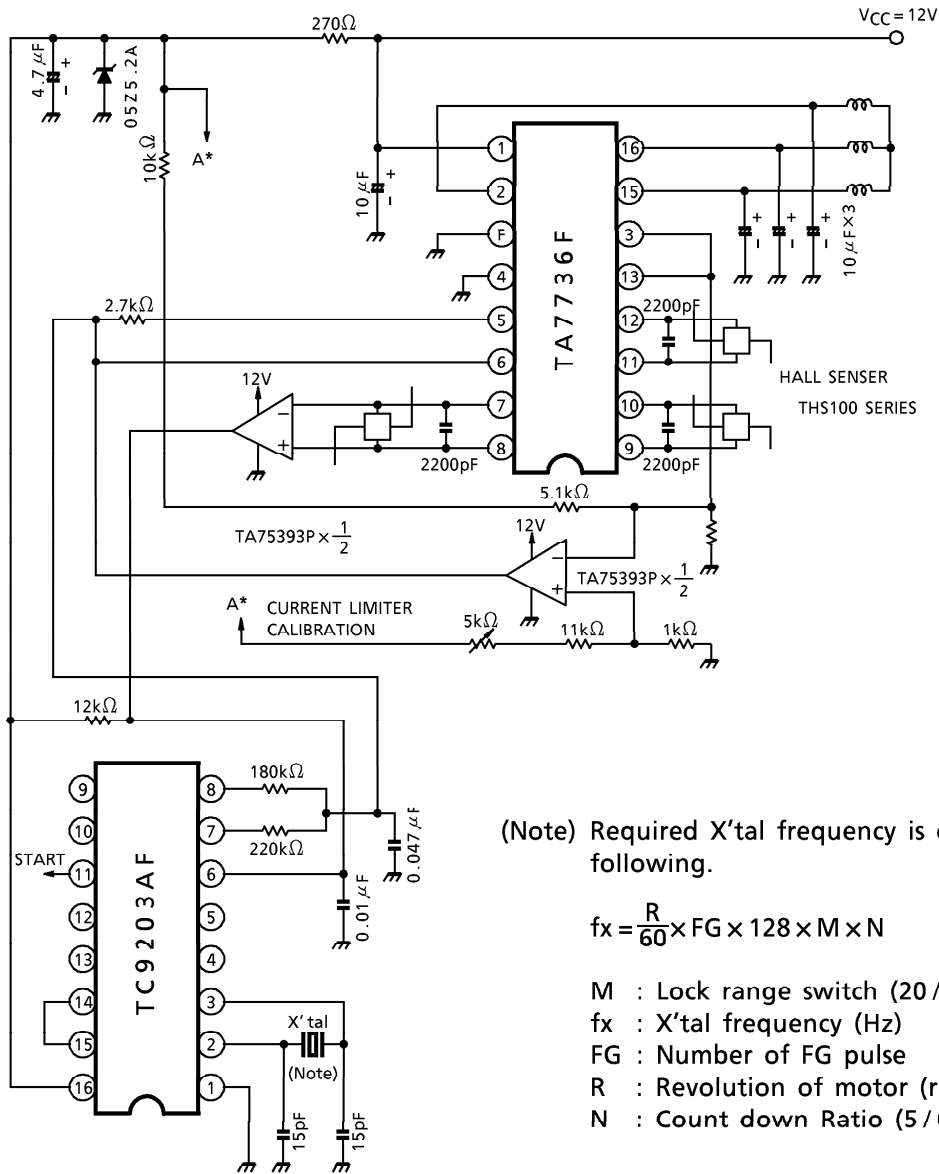 270Ω
VCC = 12V
4.7μF
+
−
05Z5.2A
A*
10kΩ
10μF
+
−
1
2
F
4
5
6
7
8
TA7736F
16
15
3
13
12
11
10
9
+
−
+
−
+
−
10μF×3
2.7kΩ
2200pF
HALL SENSER
THS100 SERIES
12V
−
+
2200pF
2200pF
5.1kΩ
TA75393P × 1/2
12V
−
+
TA75393P × 1/2
A*
CURRENT LIMITER
CALIBRATION
5kΩ
11kΩ
1kΩ
12kΩ
9
10
START
11
12
13
14
15
16
TC9203AF
8
7
6
5
4
3
2
1
180kΩ
220kΩ
0.047μF
0.01μF
X'tal
(Note)
15pF
15pF
(Note) Required X'tal frequency is
following.
fx = R/60 × FG × 128 × M × N
M : Lock range switch (20/
fx : X'tal frequency (Hz)
FG : Number of FG pulse
R : Revolution of motor (r
N : Count down Ratio (5/